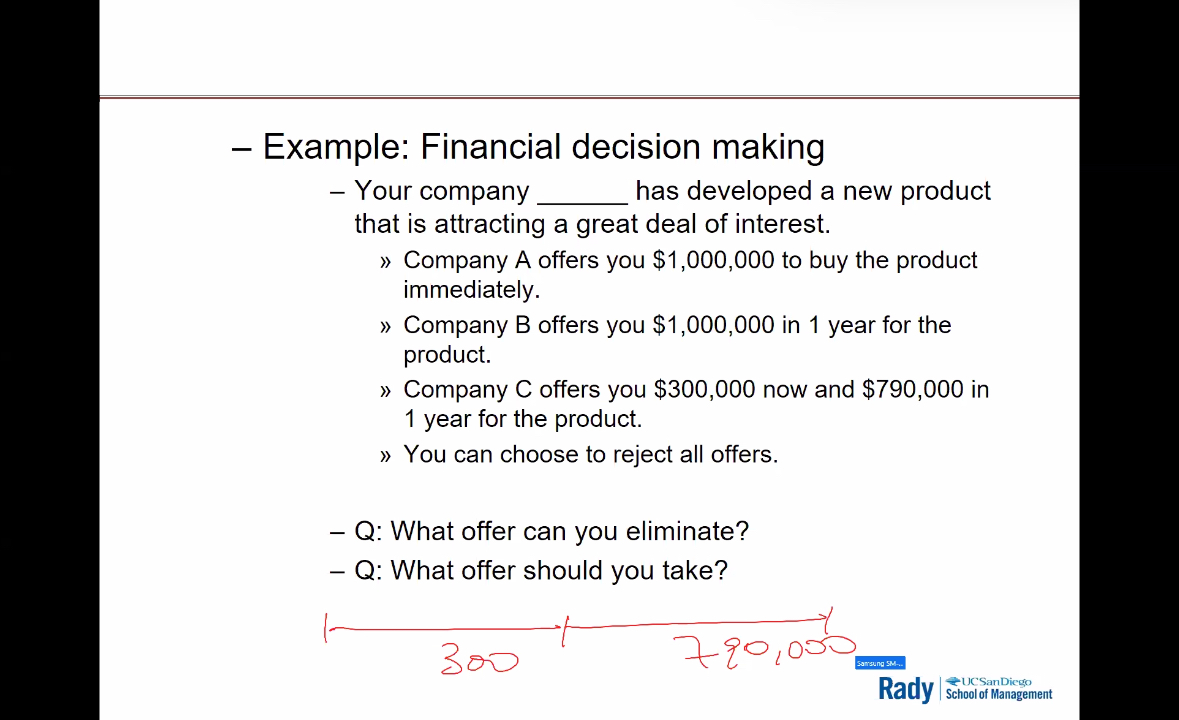 – Example: Financial decision making
– Your company ______ has developed a new product
that is attracting a great deal of interest.
» Company A offers you $1,000,000 to buy the product
immediately.
» Company B offers you $1,000,000 in 1 year for the
product.
» Company C offers you $300,000 now and $790,000 in
1 year for the product.
» You can choose to reject all offers.
– Q: What offer can you eliminate?
– Q: What offer should you take?
300
790,000
Samsung SM-...
Rady
UC San Diego
School of Management